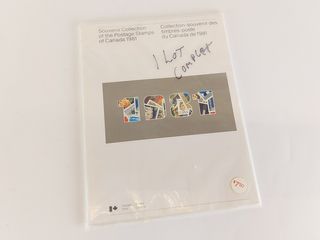 Souvenir Collection
of the Postage Stamps
of Canada 1981
Collection-souvenir des
timbres-poste
du Canada de 1981
1 LOT
COMPLET
1981